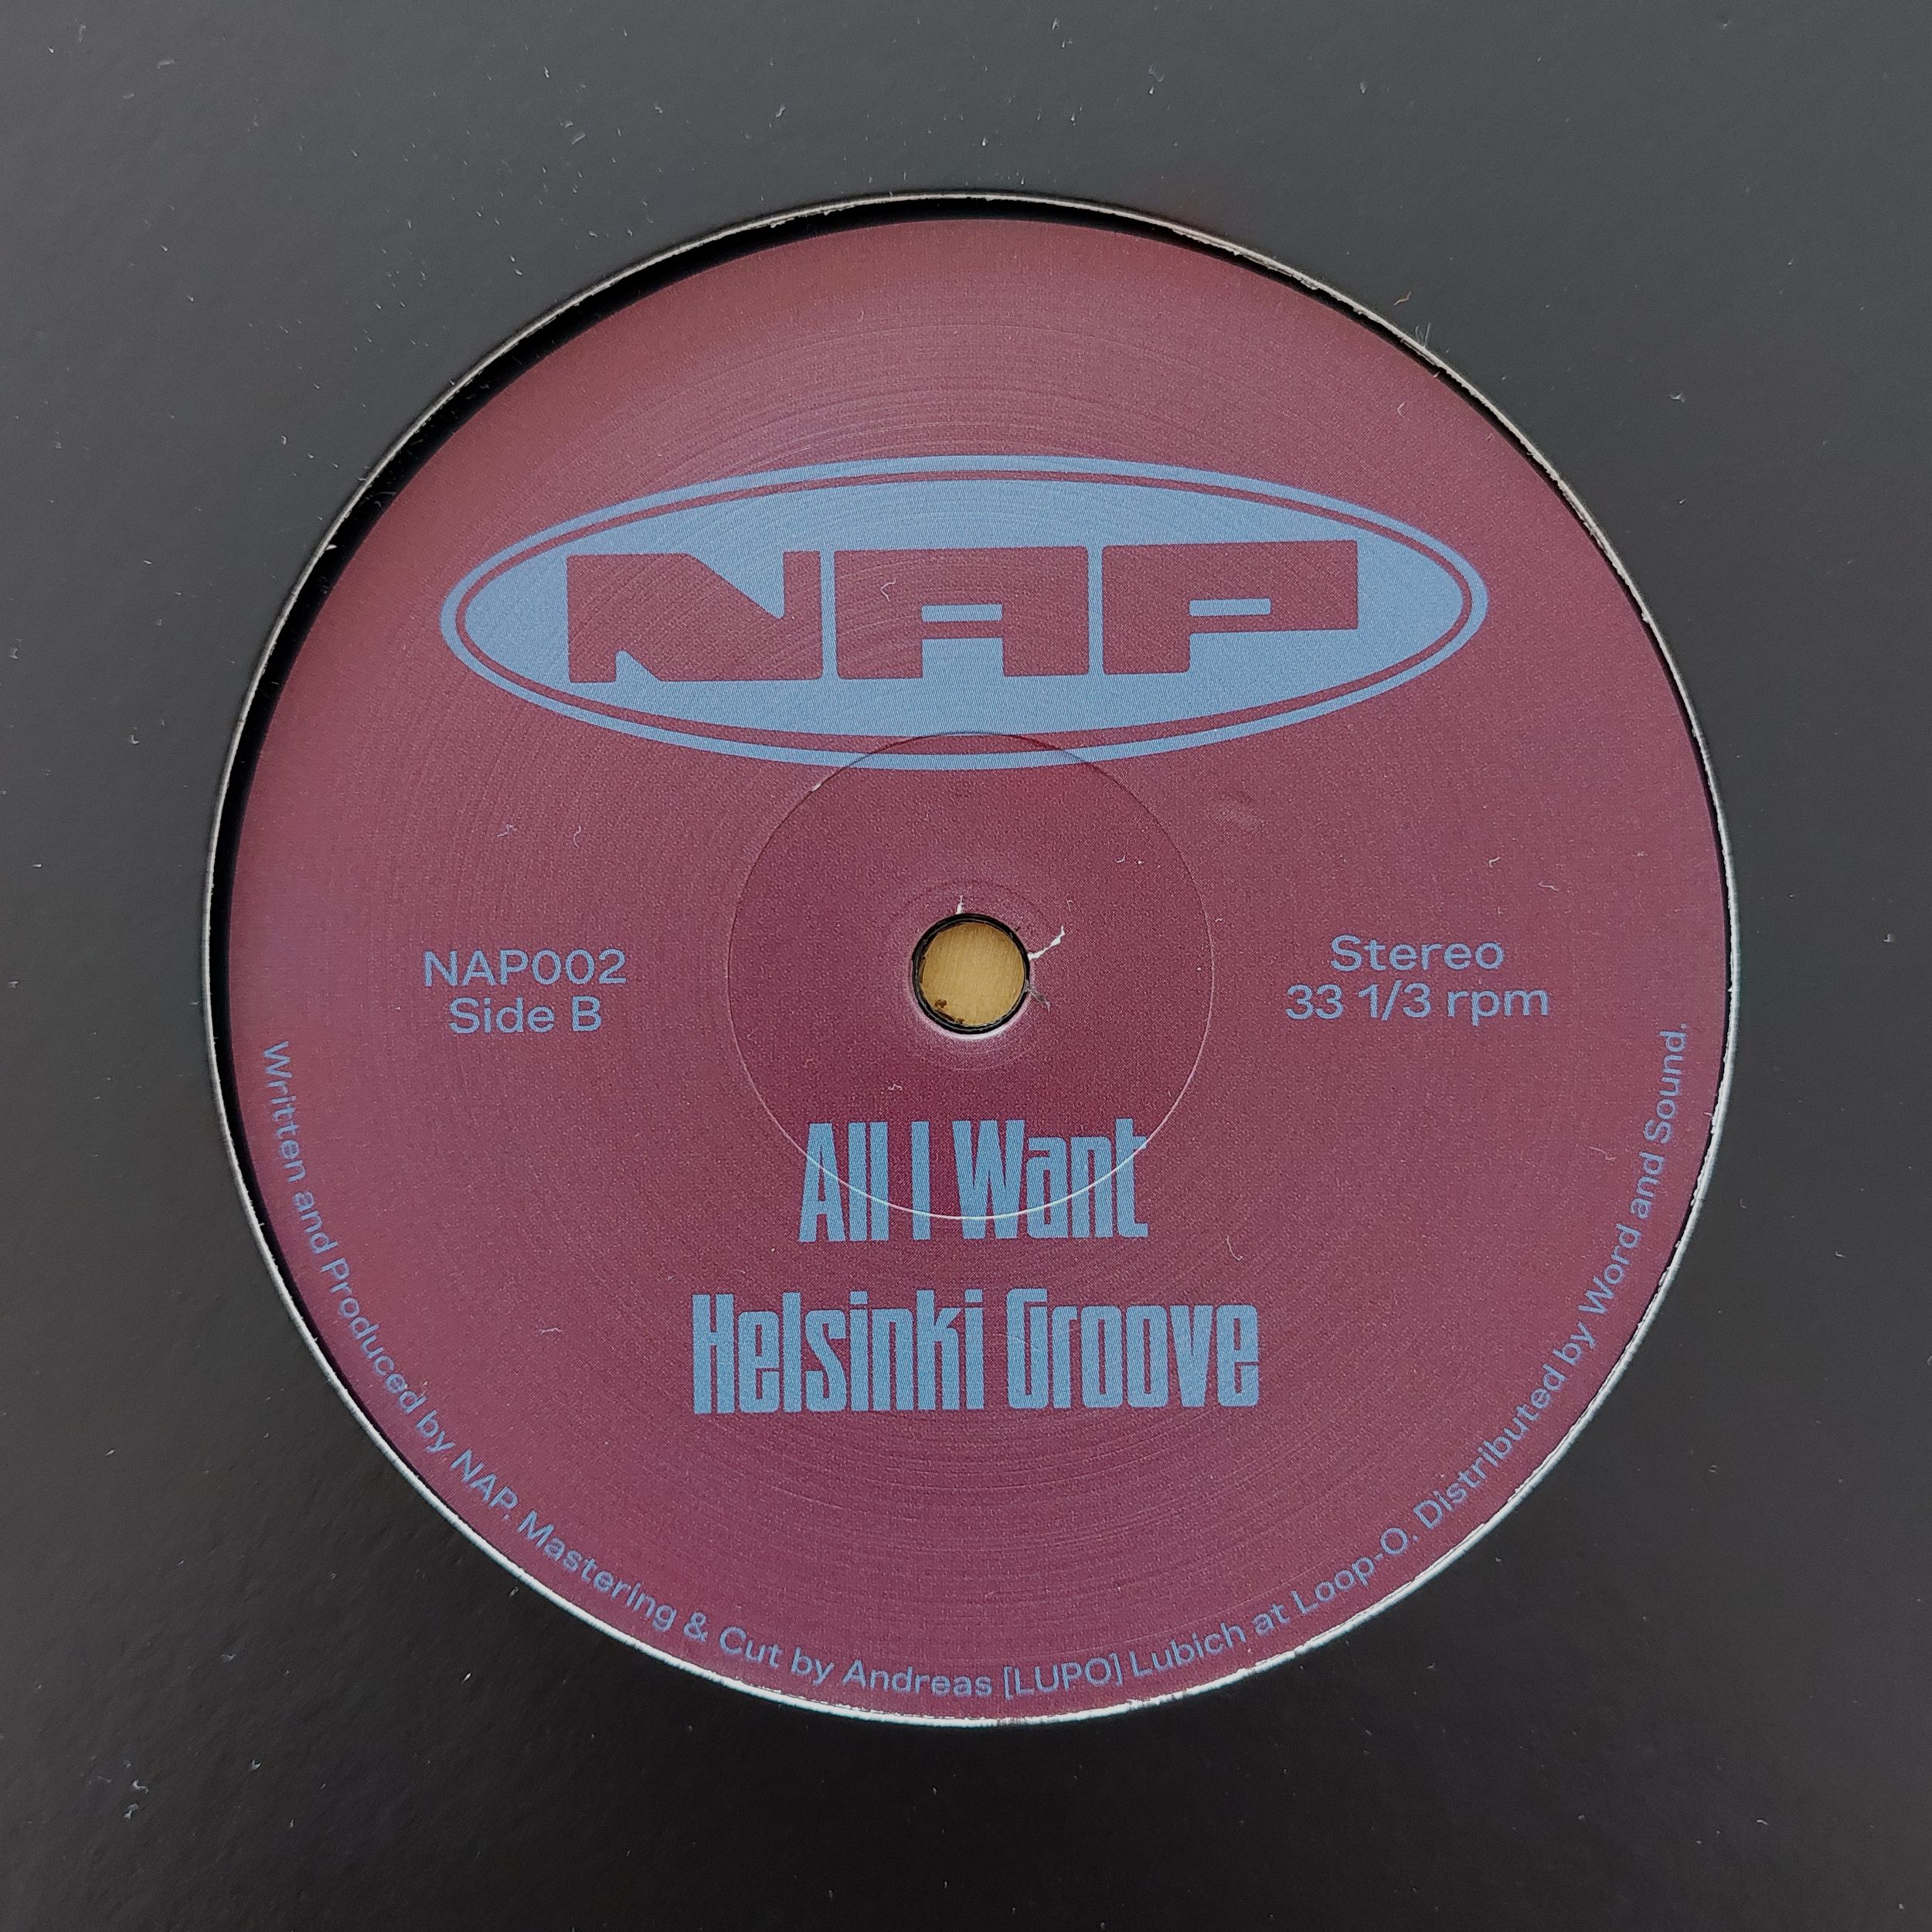 NAP
NAP002
Side B
Stereo
33 1/3 rpm
All I Want
Helsinki Groove
Written and Produced by NAP. Mastering & Cut by Andreas [LUPO] Lubich at Loop-O. Distributed by Word and Sound.